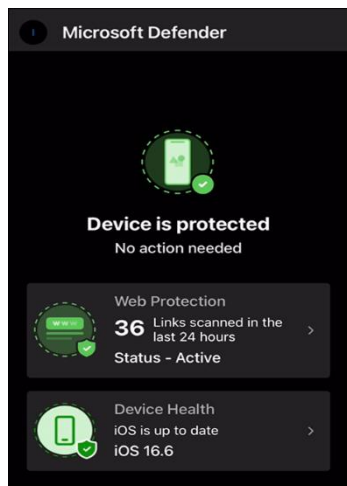 Microsoft Defender
Device is protected
No action needed
Web Protection
36 Links scanned in the
last 24 hours
Status - Active
Device Health
iOS is up to date
iOS 16.6